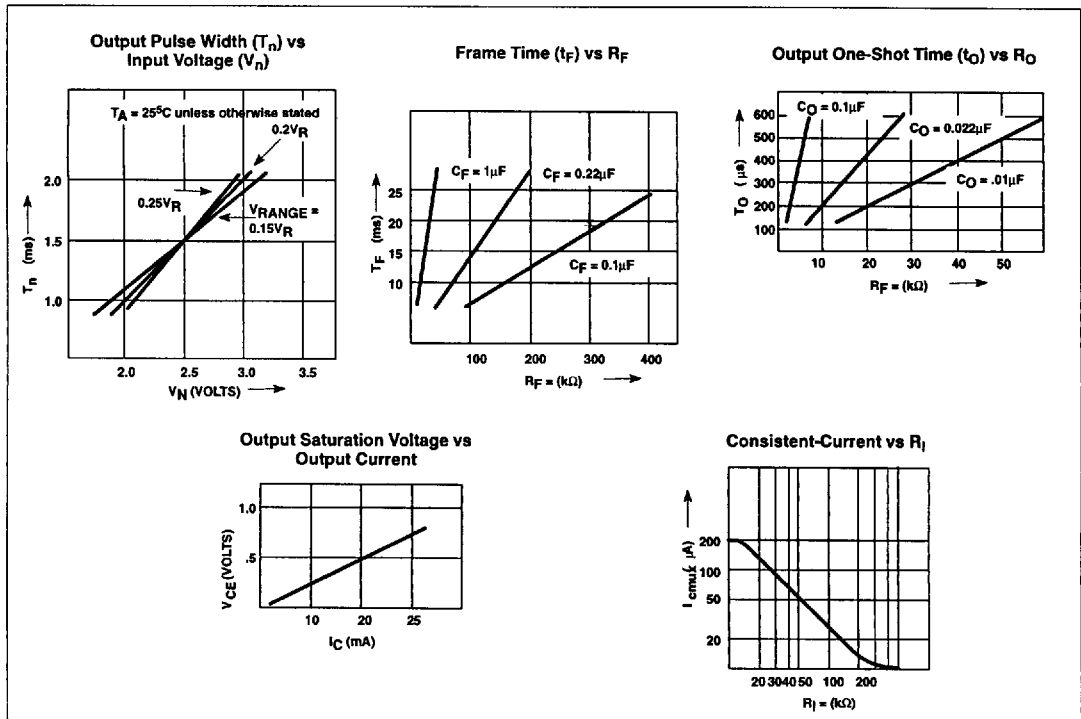 Output Pulse Width (Tn) vs
Input Voltage (Vn)
TA = 25⁵C unless otherwise stated
0.2VR
0.25VR
VRANGE =
0.15VR
Tn (ms)
2.0
1.5
1.0
2.0 2.5 3.0 3.5
VN (VOLTS)
Frame Time (tF) vs RF
CF = 1µF
CF = 0.22µF
CF = 0.1µF
TF (ms)
25
20
15
10
100 200 300 400
RF = (kΩ)
Output One-Shot Time (tO) vs RO
CO = 0.1µF
CO = 0.022µF
CO = .01µF
TO (µs)
600
500
400
300
200
100
10 20 30 40 50
RF = (kΩ)
Output Saturation Voltage vs
Output Current
VCE (VOLTS)
1.0
.5
10 20 25
IC (mA)
Consistent-Current vs RI
Icmux µA)
200
100
50
20
20 30 40 50 100 200
RI = (kΩ)